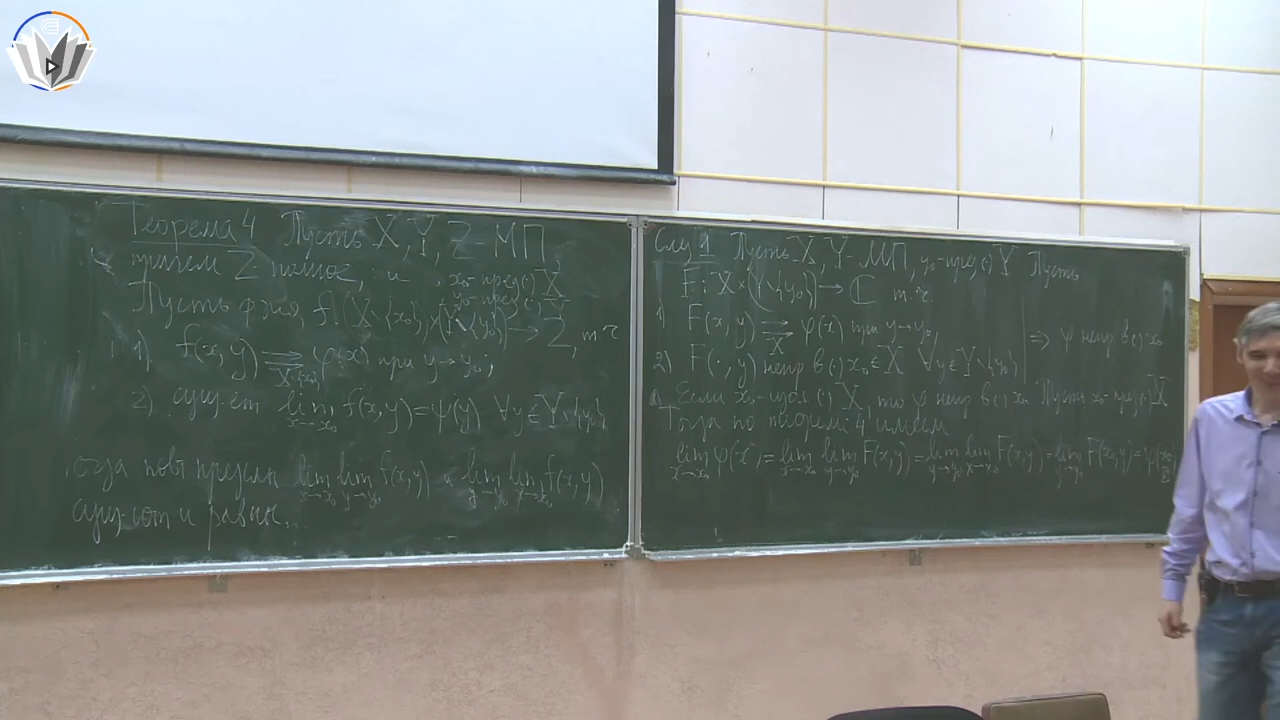 Теорема 4 Пусть X, Y, Z - МП
причем Z полное, и x₀ - пред (·) X
y₀ - пред (·) Y
Пусть ф-ция f: (X∖{x₀})×(Y∖{y₀}) → Z, т.ч.
1) f(x, y) ⇉ φ(x) при y→y₀;
X∖{x₀}
2) сущ-ет lim f(x, y) = ψ(y) ∀ y ∈ Y∖{y₀}
x→x₀
огда повт пределы lim lim f(x, y) и lim lim f(x, y)
x→x₀ y→y₀ y→y₀ x→x₀
сущ-ют и равны.
След 1 Пусть X, Y - МП, y₀ - пред (·) Y Пусть
F: X×(Y∖{y₀}) → ℂ т.ч.
1) F(x, y) ⇉ φ(x) при y→y₀,
X
2) F(·, y) непр в (·) x₀ ∈ X ∀ y ∈ Y∖{y₀}
⇒ φ непр в (·) x₀
Если x₀ - изол. (·) X, то φ непр в (·) x₀. Пусть x₀ - пред (·) X
Тогда по теореме 4 имеем
lim φ(x) = lim lim F(x, y) = lim lim F(x, y) = lim F(x₀, y) = φ(x₀)
x→x₀ x→x₀ y→y₀ y→y₀ x→x₀ y→y₀